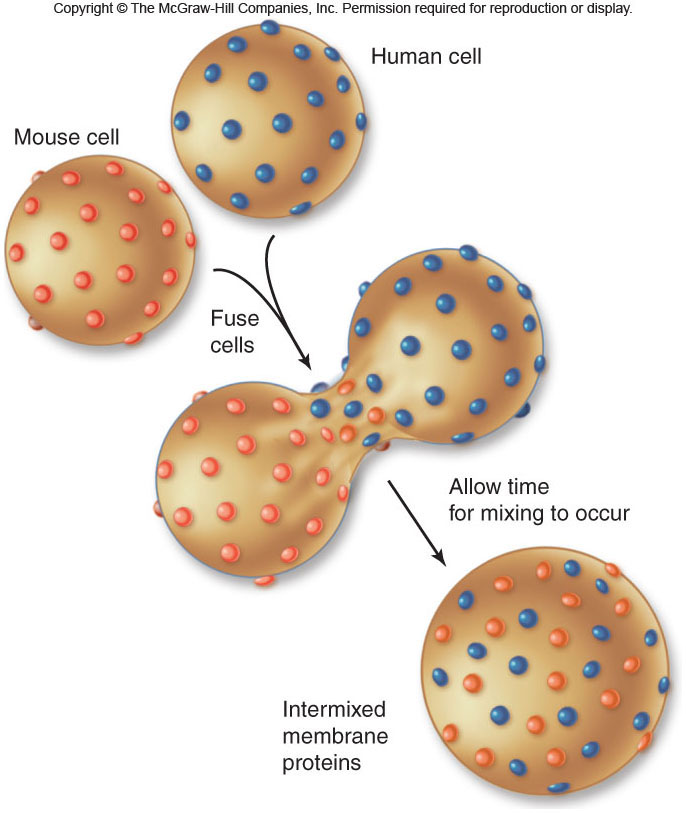 Copyright © The McGraw-Hill Companies, Inc. Permission required for reproduction or display.
Human cell
Mouse cell
Fuse
cells
Allow time
for mixing to occur
Intermixed
membrane
proteins